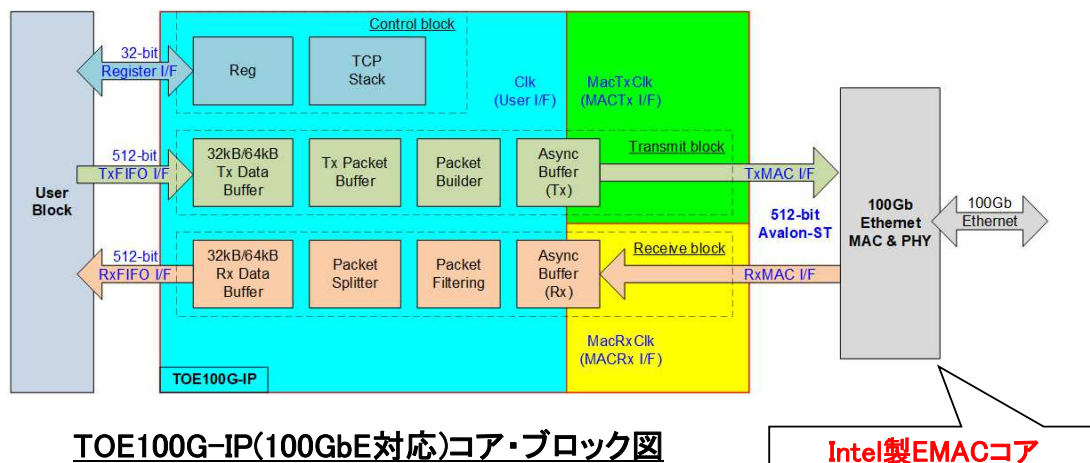 Control block
32-bit
Register I/F
Reg
TCP
Stack
Clk
(User I/F)
MacTxClk
(MACTx I/F)
512-bit
TxFIFO I/F
32kB/64kB
Tx Data
Buffer
Tx Packet
Buffer
Packet
Builder
Async
Buffer
(Tx)
Transmit block
TxMAC I/F
User
Block
512-bit
Avalon-ST
100Gb
Ethernet
MAC & PHY
100Gb
Ethernet
512-bit
RxFIFO I/F
32kB/64kB
Rx Data
Buffer
Packet
Splitter
Packet
Filtering
Async
Buffer
(Rx)
Receive block
RxMAC I/F
MacRxClk
(MACRx I/F)
TOE100G-IP
TOE100G-IP(100GbE対応)コア・ブロック図
Intel製EMACコア